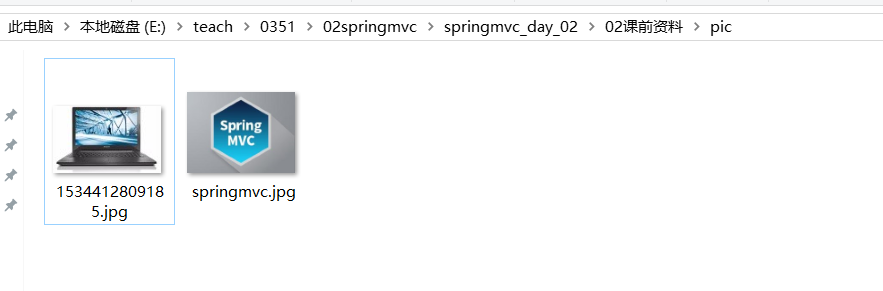 此电脑 > 本地磁盘 (E:) > teach > 0351 > 02springmvc > springmvc_day_02 > 02课前资料 > pic
Spring
MVC
153441280918
5.jpg
springmvc.jpg